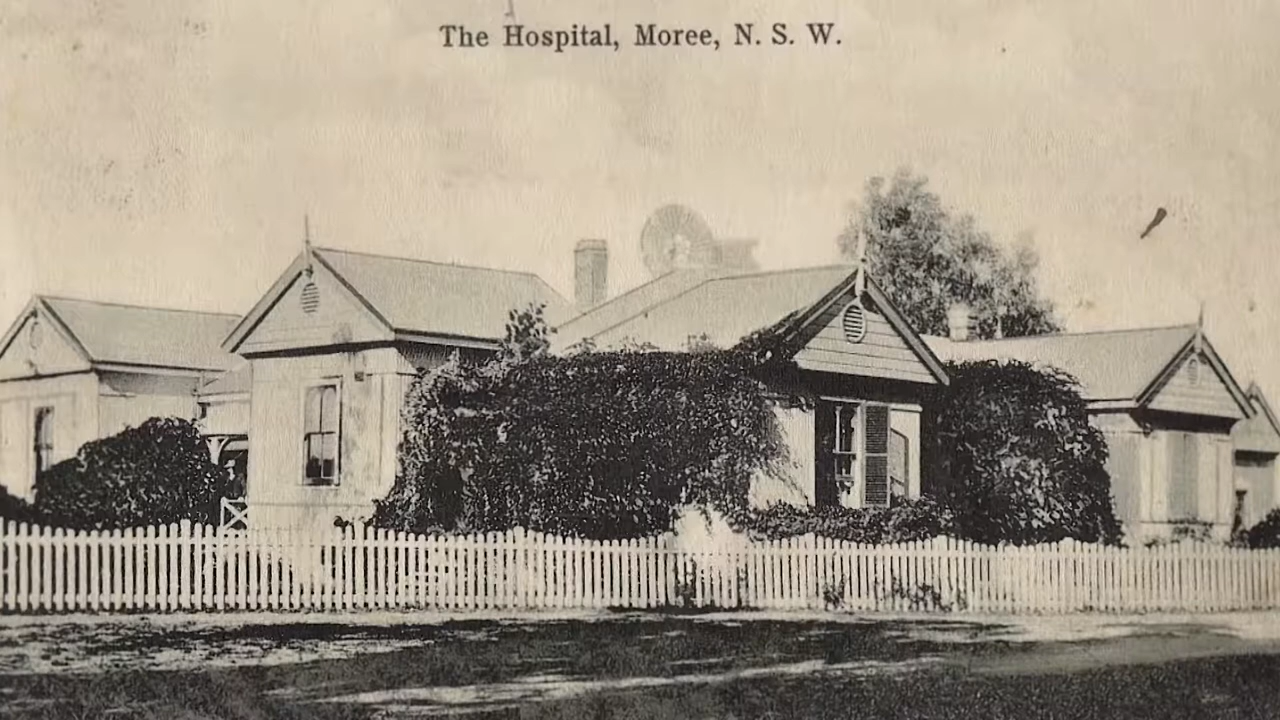 The Hospital, Moree, N. S. W.